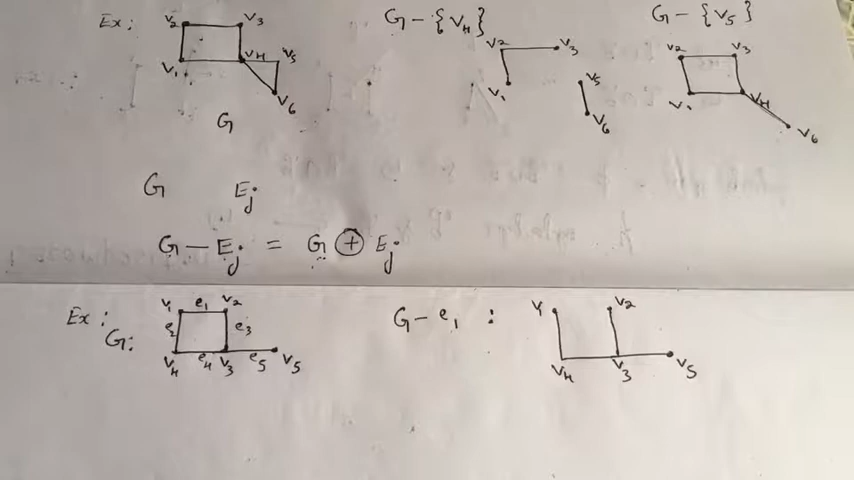 Ex: G - {V4} G - {V5}
V2 V3 V2 V3 V2 V3
V1 V4 V5 V1 V5 V1 V4
V6 V6 V6
G
G Ej
G - Ej = G ⊕ Ej
Ex: V1 e1 V2 G - e1 : V1 V2
G: e2 e3
V4 e4 V3 e5 V5 V4 V3 V5